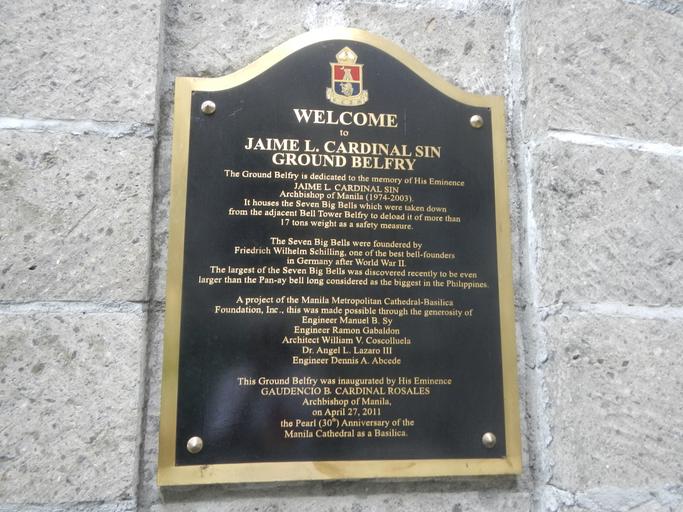 WELCOME
to
JAIME L. CARDINAL SIN
GROUND BELFRY
The Ground Belfry is dedicated to the memory of His Eminence
JAIME L. CARDINAL SIN
Archbishop of Manila (1974-2003).
It houses the Seven Big Bells which were taken down
from the adjacent Bell Tower Belfry to deload it of more than
17 tons weight as a safety measure.
The Seven Big Bells were foundered by
Friedrich Wilhelm Schilling, one of the best bell-founders
in Germany after World War II.
The largest of the Seven Big Bells was discovered recently to be even
larger than the Pan-ay bell long considered as the biggest in the Philippines.
A project of the Manila Metropolitan Cathedral-Basilica
Foundation, Inc., this was made possible through the generosity of
Engineer Manuel B. Sy
Engineer Ramon Gabaldon
Architect William V. Coscolluela
Dr. Angel L. Lazaro III
Engineer Dennis A. Abcede
This Ground Belfry was inaugurated by His Eminence
GAUDENCIO B. CARDINAL ROSALES
Archbishop of Manila,
on April 27, 2011
the Pearl (30th) Anniversary of the
Manila Cathedral as a Basilica.